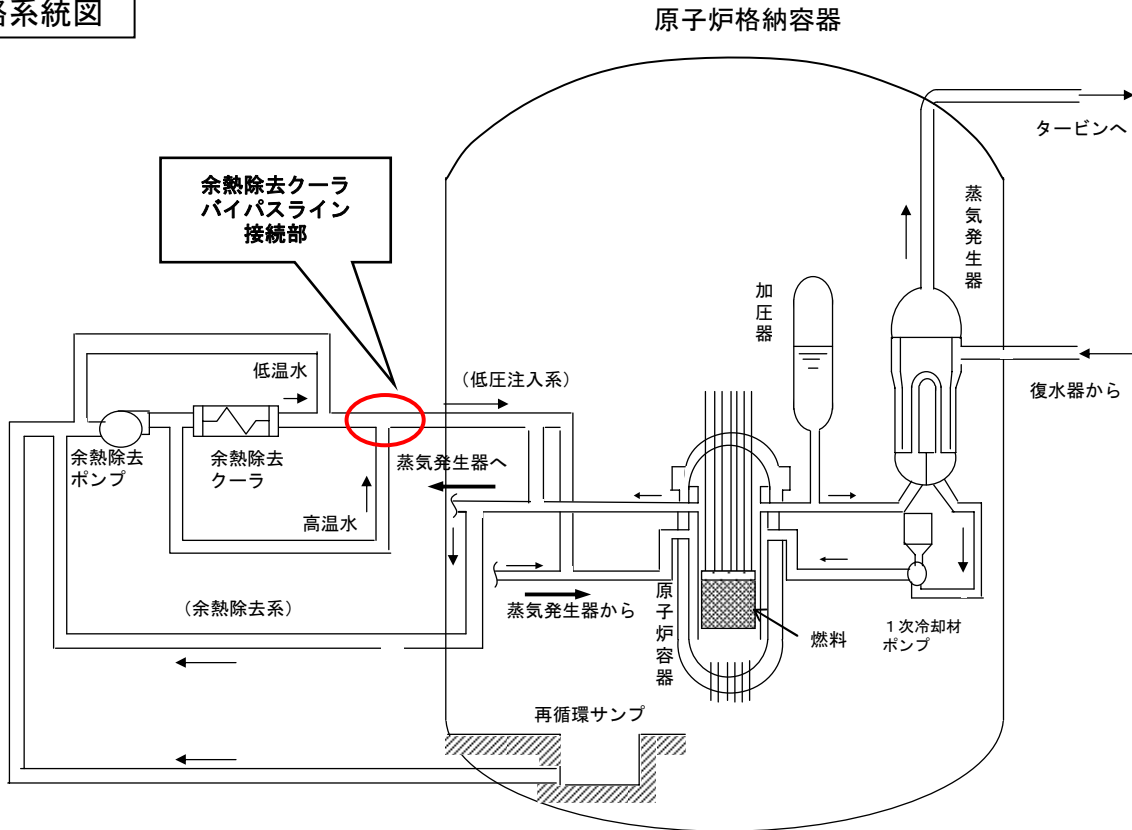 系統図
原子炉格納容器
タービンへ
余熱除去クーラ
バイパスライン
接続部
蒸気発生器
加圧器
低温水
(低圧注入系)
復水器から
余熱除去
ポンプ
余熱除去
クーラ
蒸気発生器へ
高温水
(余熱除去系)
蒸気発生器から
原子炉容器
燃料
1次冷却材
ポンプ
再循環サンプ